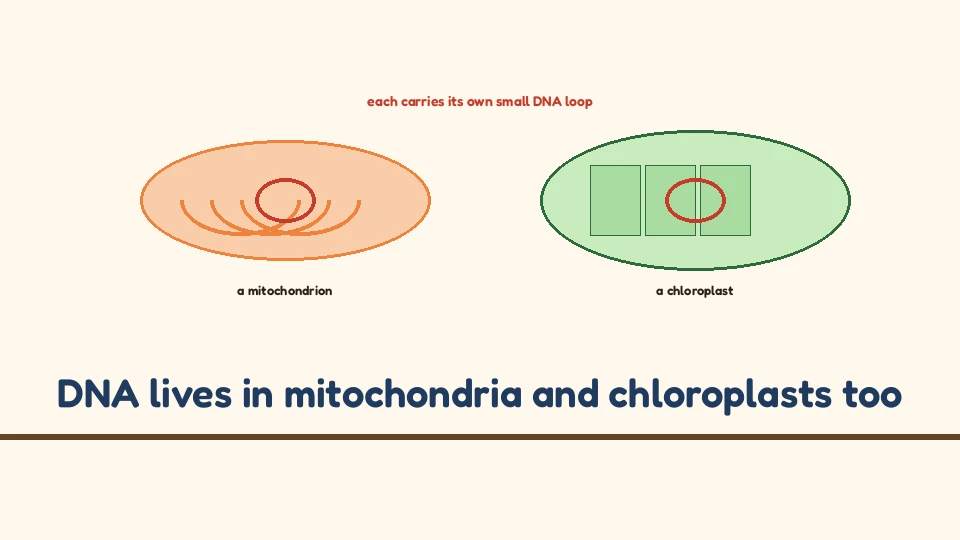 each carries its own small DNA loop
a mitochondrion
a chloroplast
DNA lives in mitochondria and chloroplasts too